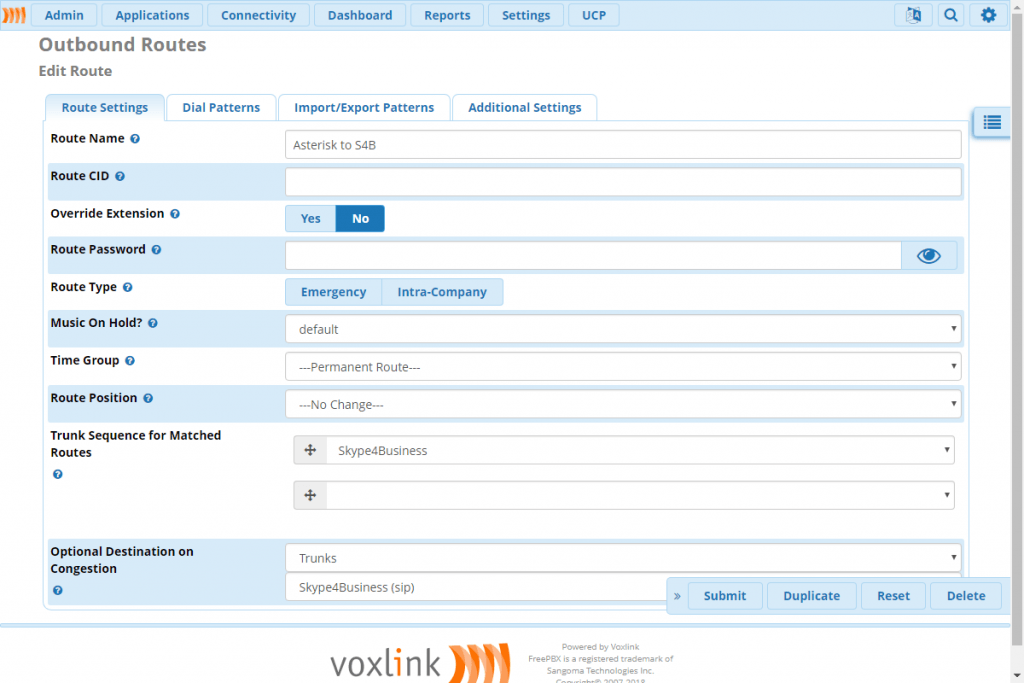 Admin Applications Connectivity Dashboard Reports Settings UCP
Outbound Routes
Edit Route
Route Settings Dial Patterns Import/Export Patterns Additional Settings
Route Name
Asterisk to S4B
Route CID
Override Extension
Yes No
Route Password
Route Type
Emergency Intra-Company
Music On Hold?
default
Time Group
---Permanent Route---
Route Position
---No Change---
Trunk Sequence for Matched
Routes
Skype4Business
Optional Destination on
Congestion
Trunks
Skype4Business (sip)
» Submit Duplicate Reset Delete
voxlink
Powered by Voxlink
FreePBX is a registered trademark of
Sangoma Technologies Inc.
Copyright© 2007-2018